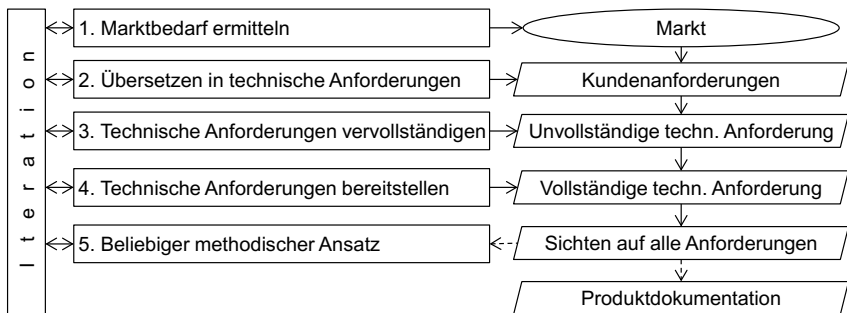 Iteration
1. Marktbedarf ermitteln
Markt
2. Übersetzen in technische Anforderungen
Kundenanforderungen
3. Technische Anforderungen vervollständigen
Unvollständige techn. Anforderung
4. Technische Anforderungen bereitstellen
Vollständige techn. Anforderung
5. Beliebiger methodischer Ansatz
Sichten auf alle Anforderungen
Produktdokumentation